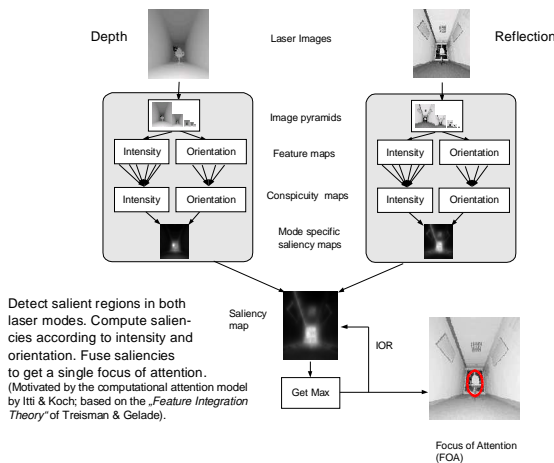 Depth
Laser Images
Reflection
Image pyramids
Intensity
Orientation
Feature maps
Intensity
Orientation
Intensity
Orientation
Conspicuity maps
Intensity
Orientation
Mode specific
saliency maps
Detect salient regions in both
laser modes. Compute salien-
cies according to intensity and
orientation. Fuse saliencies
to get a single focus of attention.
(Motivated by the computational attention model
by Itti & Koch; based on the „Feature Integration
Theory“ of Treisman & Gelade).
Saliency
map
IOR
Get Max
Focus of Attention
(FOA)